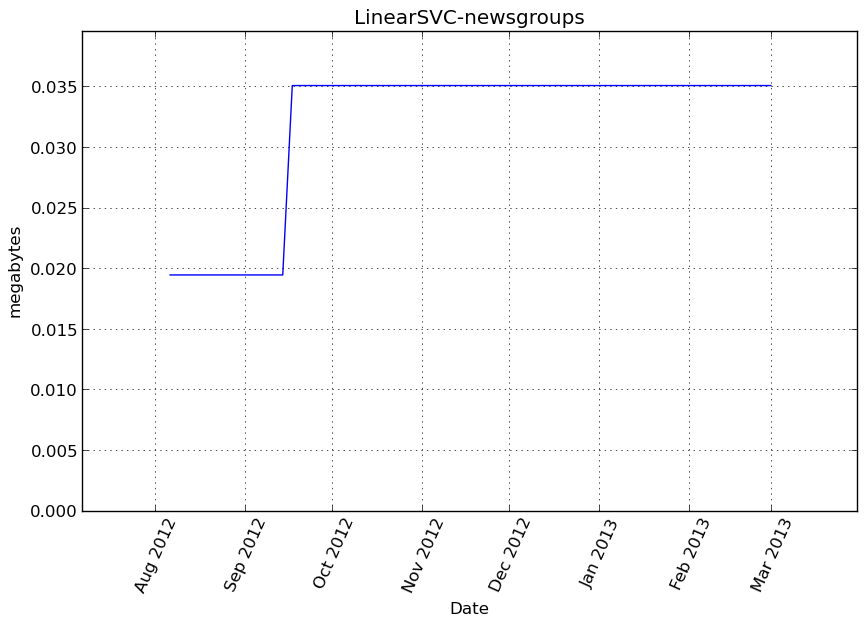 LinearSVC-newsgroups
0.035
0.030
0.025
0.020
0.015
0.010
0.005
0.000
megabytes
Aug 2012
Sep 2012
Oct 2012
Nov 2012
Dec 2012
Jan 2013
Feb 2013
Mar 2013
Date